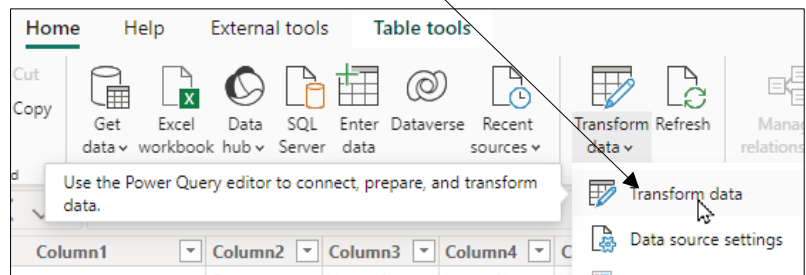 Home Help External tools Table tools
Cut
Copy
Get data Excel workbook Data hub SQL Server Enter data Dataverse Recent sources Transform data Refresh
Use the Power Query editor to connect, prepare, and transform
data.
Transform data
Data source settings
Column1 Column2 Column3 Column4